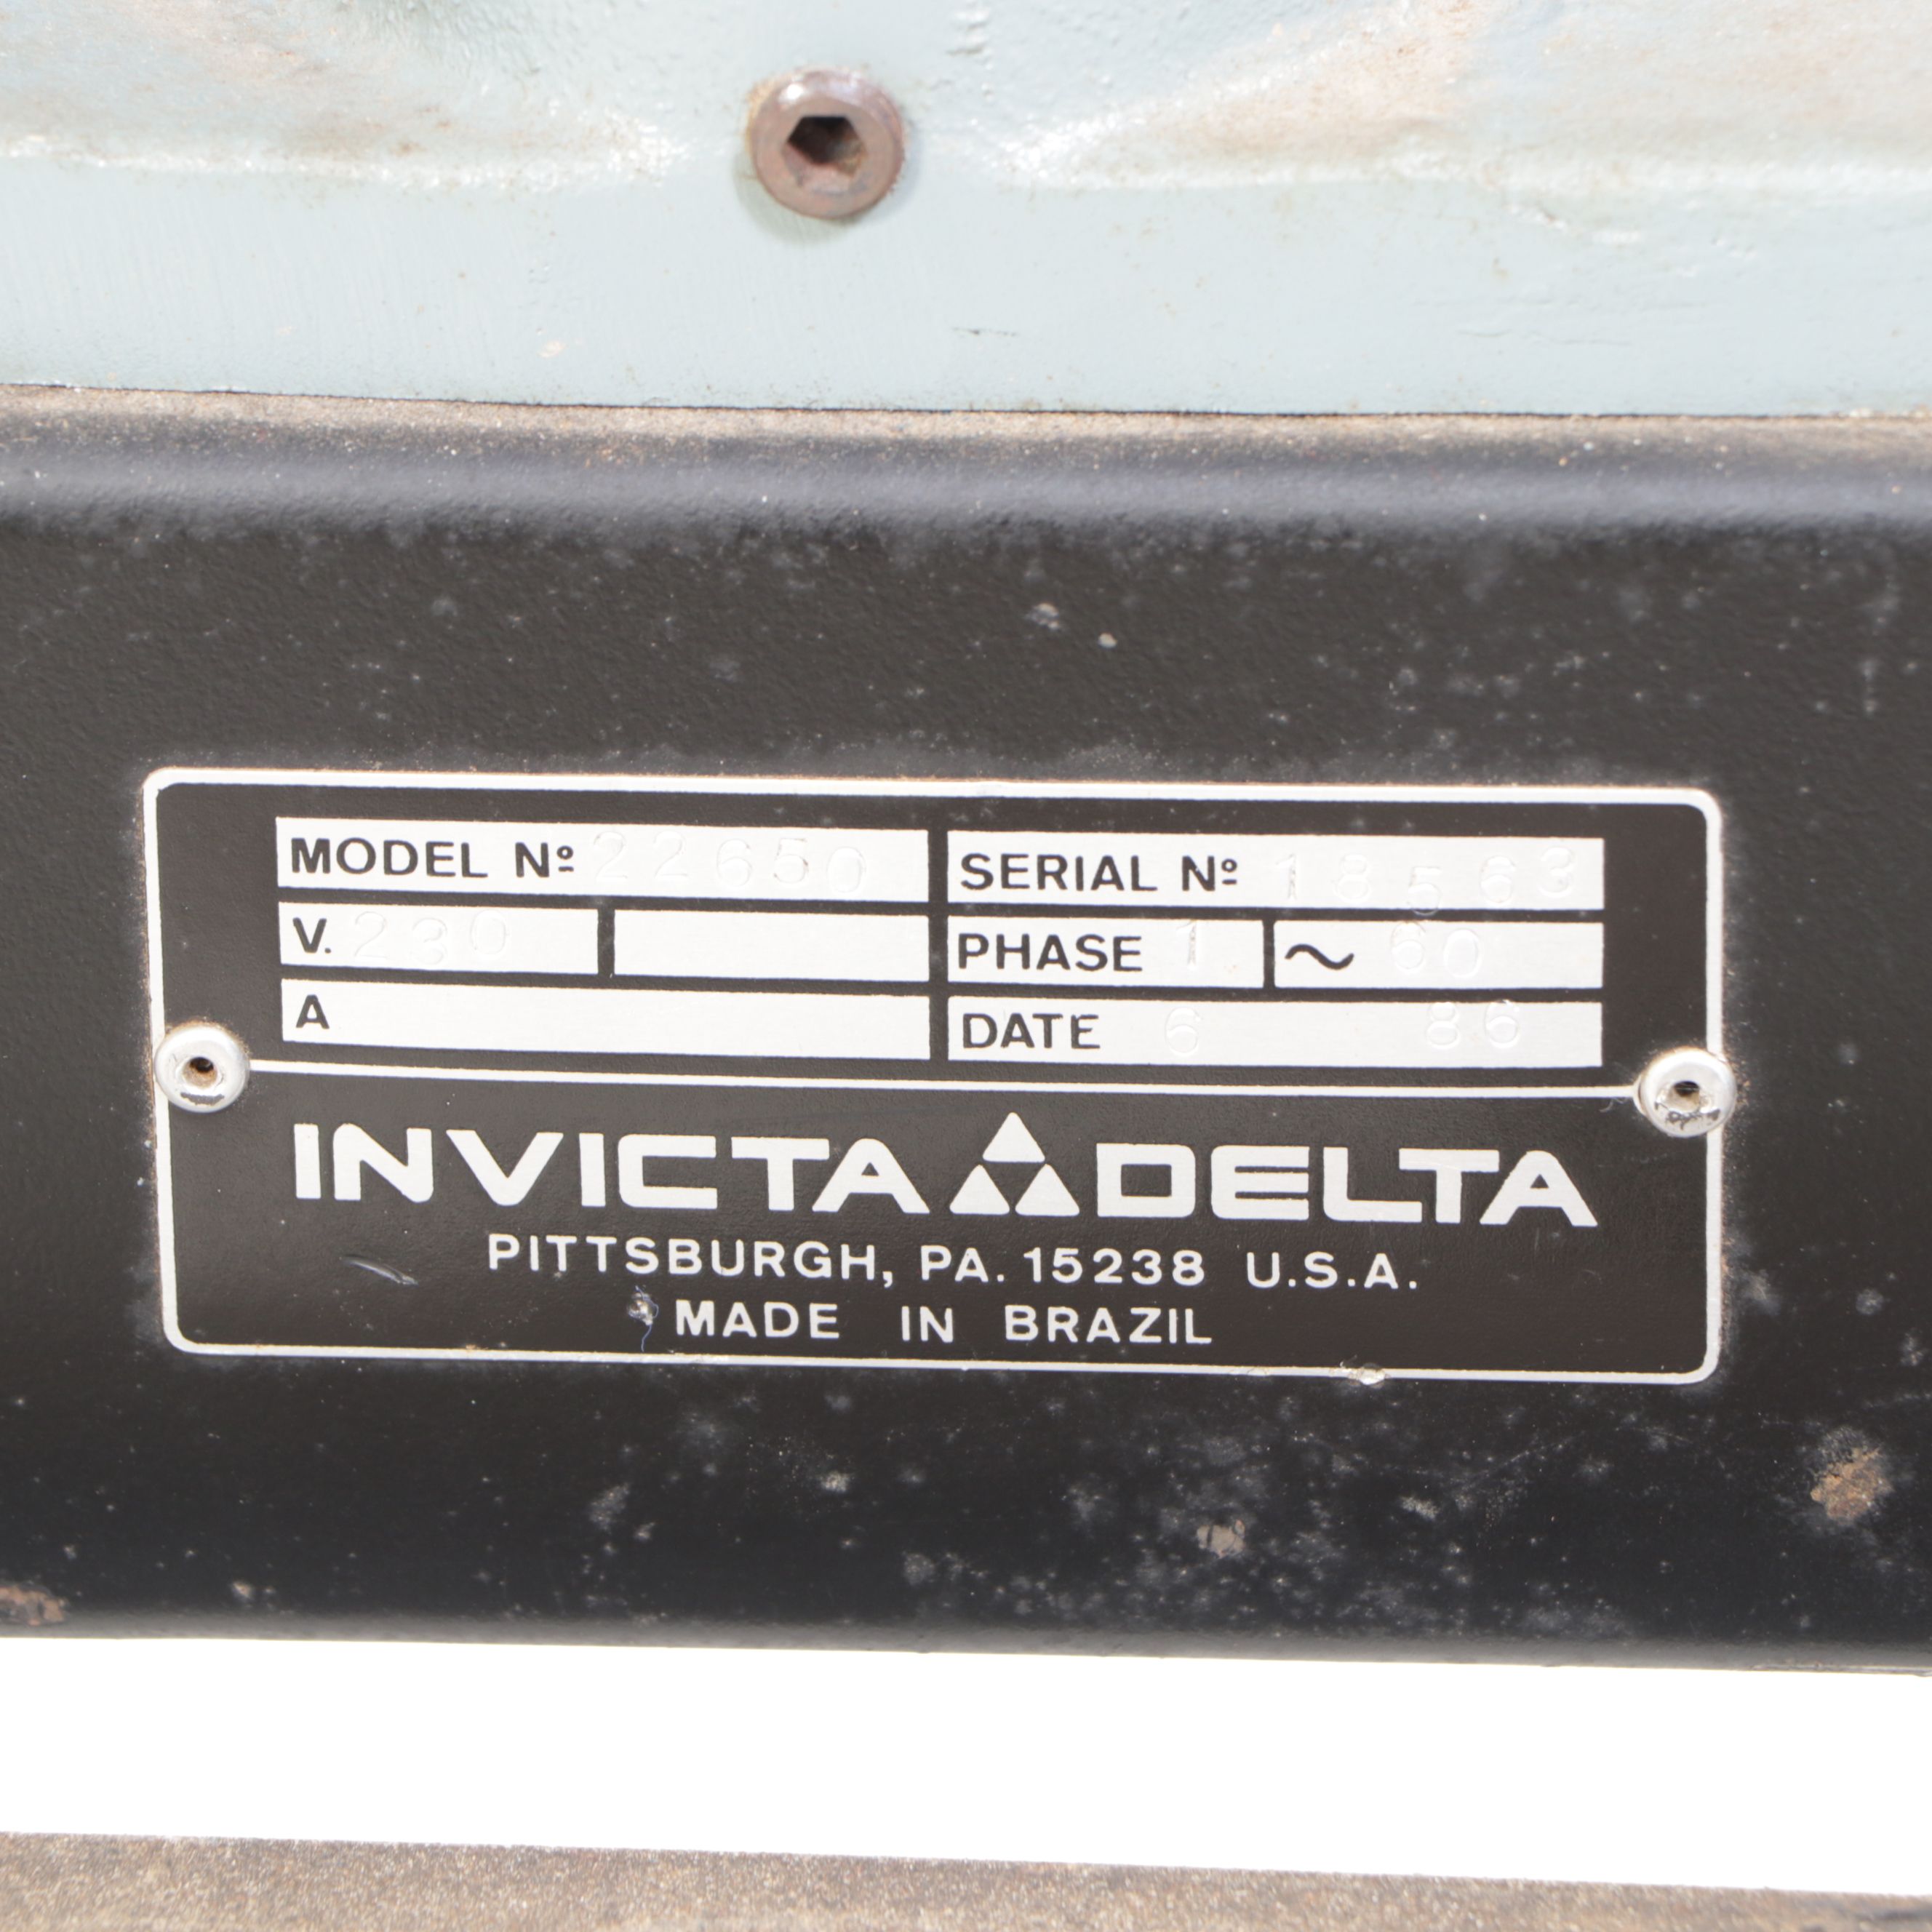 MODEL Nº 22650 SERIAL Nº 18563
V. 230 PHASE 1 ~ 60
A DATE 6 86
INVICTA DELTA
PITTSBURGH, PA. 15238 U.S.A.
MADE IN BRAZIL